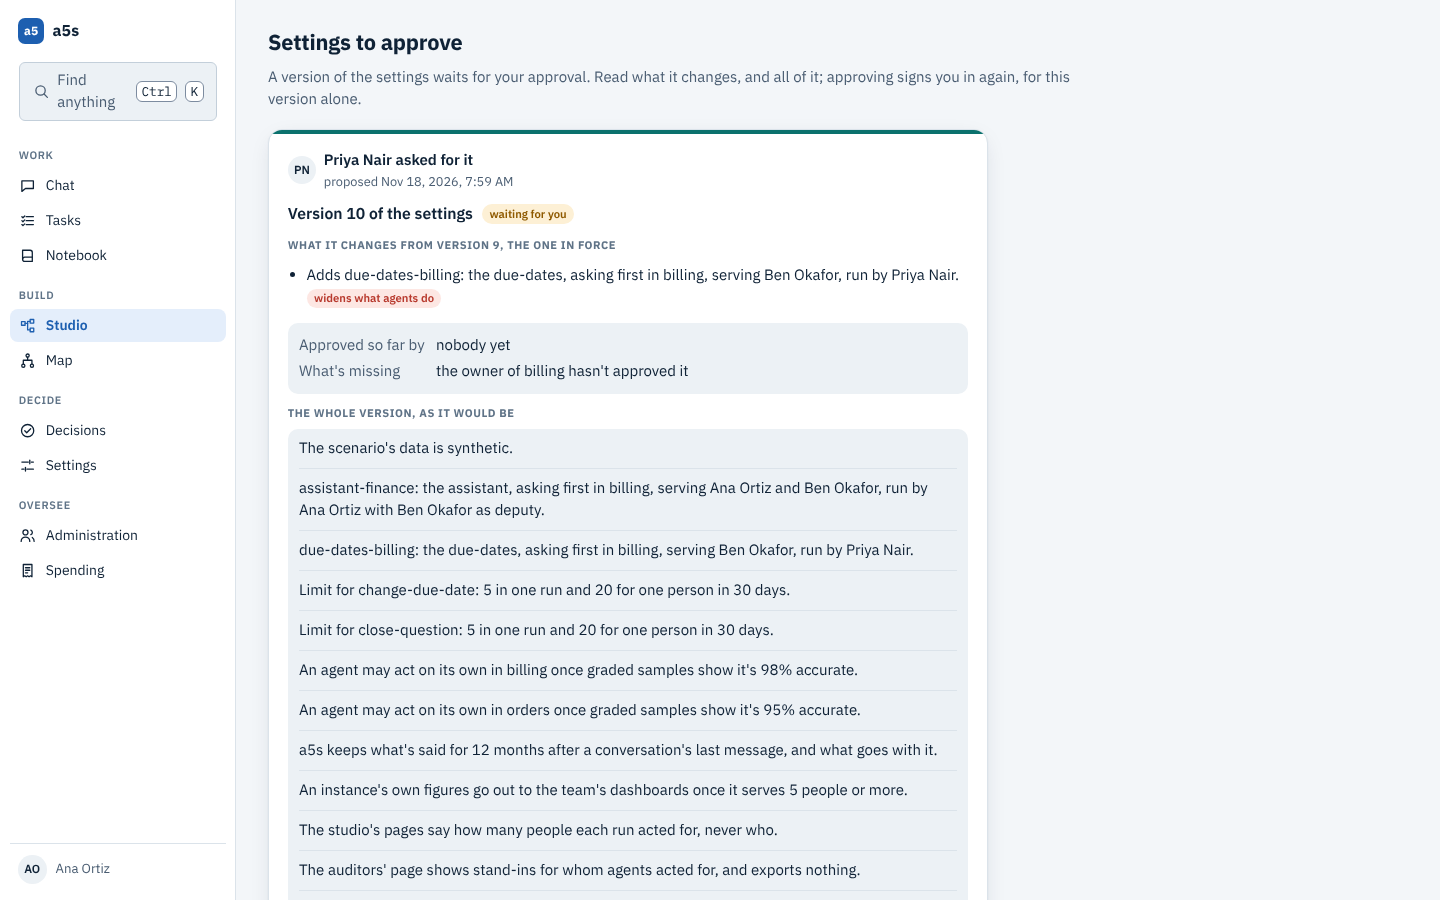 a5 a5s
Find
anything
Ctrl K
WORK
Chat
Tasks
Notebook
BUILD
Studio
Map
DECIDE
Decisions
Settings
OVERSEE
Administration
Spending
AO Ana Ortiz
Settings to approve
A version of the settings waits for your approval. Read what it changes, and all of it; approving signs you in again, for this
version alone.
PN
Priya Nair asked for it
proposed Nov 18, 2026, 7:59 AM
Version 10 of the settings waiting for you
WHAT IT CHANGES FROM VERSION 9, THE ONE IN FORCE
• Adds due-dates-billing: the due-dates, asking first in billing, serving Ben Okafor, run by Priya Nair.
widens what agents do
Approved so far by nobody yet
What's missing the owner of billing hasn't approved it
THE WHOLE VERSION, AS IT WOULD BE
The scenario's data is synthetic.
assistant-finance: the assistant, asking first in billing, serving Ana Ortiz and Ben Okafor, run by
Ana Ortiz with Ben Okafor as deputy.
due-dates-billing: the due-dates, asking first in billing, serving Ben Okafor, run by Priya Nair.
Limit for change-due-date: 5 in one run and 20 for one person in 30 days.
Limit for close-question: 5 in one run and 20 for one person in 30 days.
An agent may act on its own in billing once graded samples show it's 98% accurate.
An agent may act on its own in orders once graded samples show it's 95% accurate.
a5s keeps what's said for 12 months after a conversation's last message, and what goes with it.
An instance's own figures go out to the team's dashboards once it serves 5 people or more.
The studio's pages say how many people each run acted for, never who.
The auditors' page shows stand-ins for whom agents acted for, and exports nothing.